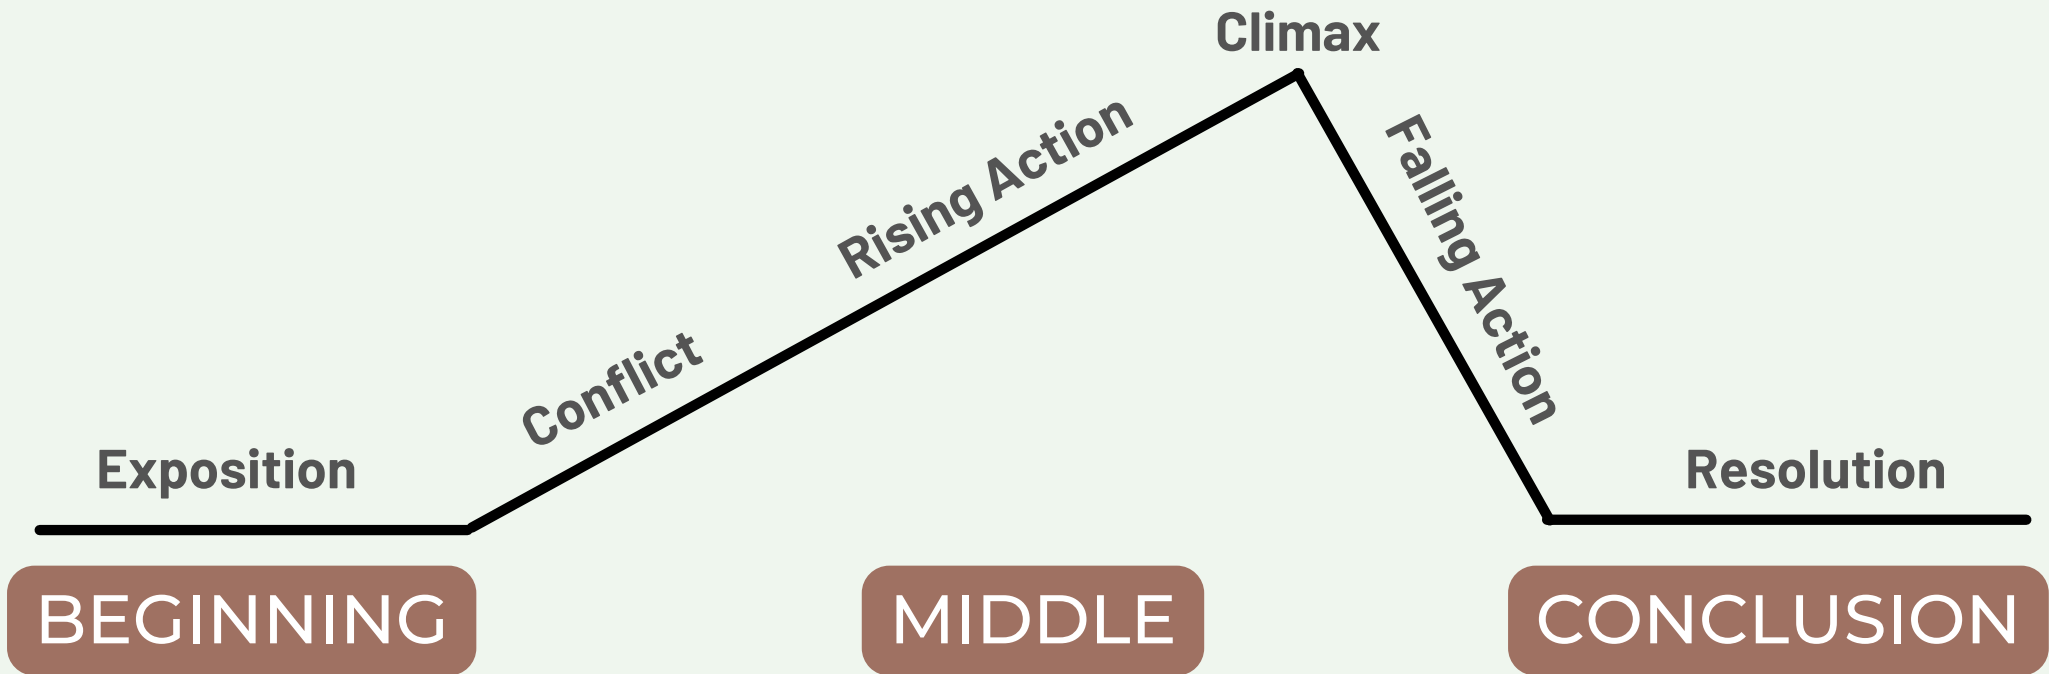 Climax
Rising Action
Falling Action
Conflict
Exposition
Resolution
BEGINNING
MIDDLE
CONCLUSION